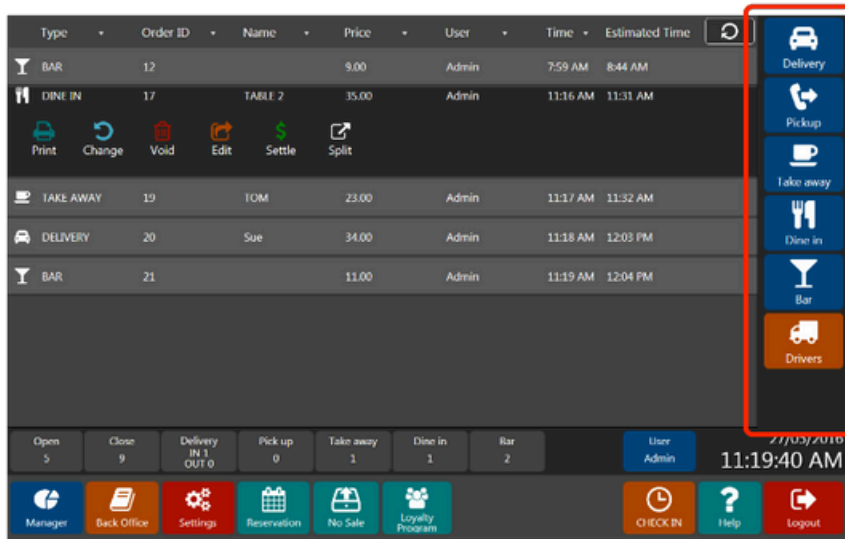 Type Order ID Name Price User Time Estimated Time
BAR 12 9.00 Admin 7:59 AM 8:44 AM
DINE IN 17 TABLE 2 35.00 Admin 11:16 AM 11:31 AM
Print Change Void Edit Settle Split
TAKE AWAY 19 TOM 23.00 Admin 11:17 AM 11:32 AM
DELIVERY 20 Sue 34.00 Admin 11:18 AM 12:03 PM
BAR 21 11.00 Admin 11:19 AM 12:04 PM
Delivery
Pickup
Take away
Dine in
Bar
Drivers
Open
5
Close
9
Delivery
IN 1
OUT 0
Pick up
0
Take away
1
Dine in
1
Bar
2
User
Admin
27/05/2016
11:19:40 AM
Manager
Back Office
Settings
Reservation
No Sale
Loyalty
Program
CHECK IN
Help
Logout